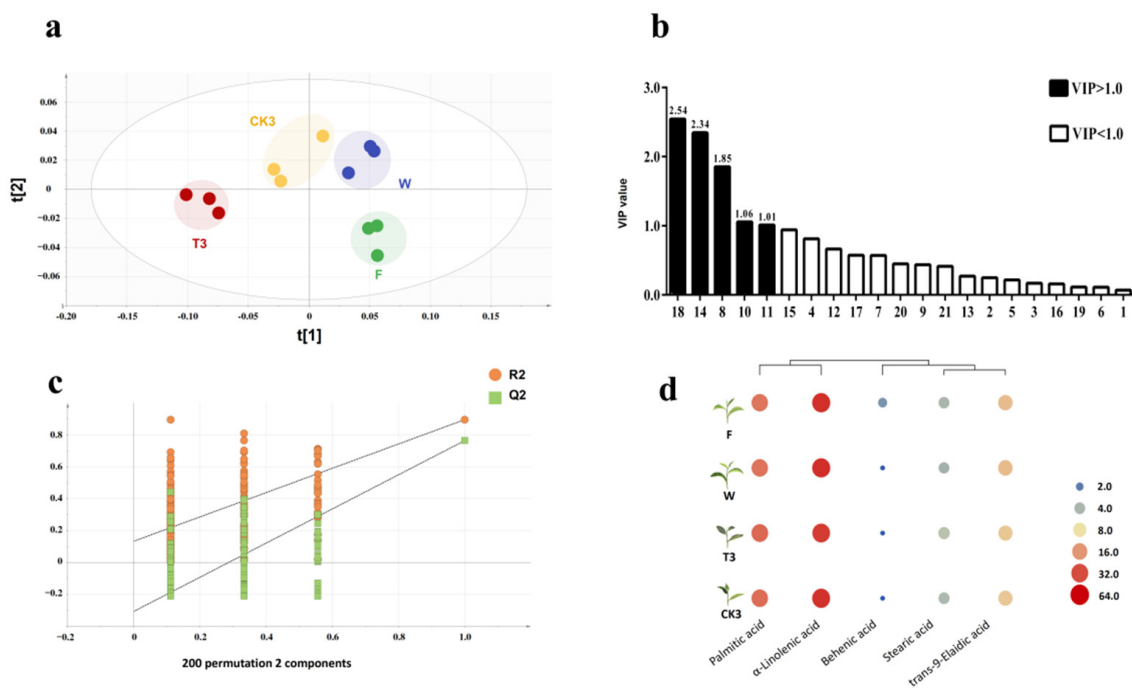 a
t[2]
0.06
0.04
0.02
0
−0.02
−0.04
−0.06
CK3
W
T3
F
-0.20
-0.15
-0.10
-0.05
0
0.05
0.10
0.15
t[1]
b
VIP value
3.0
2.0
1.0
0.0
2.54
2.34
1.85
1.06
1.01
VIP>1.0
VIP<1.0
18 14 8 10 11 15 4 12 17 7 20 9 21 13 2 5 3 16 19 6 1
c
R2
Q2
0.8
0.6
0.4
0.2
0
−0.2
−0.2
0
0.2
0.4
0.6
0.8
1.0
200 permutation 2 components
d
F
W
T3
CK3
Palmitic acid
α-Linolenic acid
Behenic acid
Stearic acid
trans-9-Elaidic acid
2.0
4.0
8.0
16.0
32.0
64.0